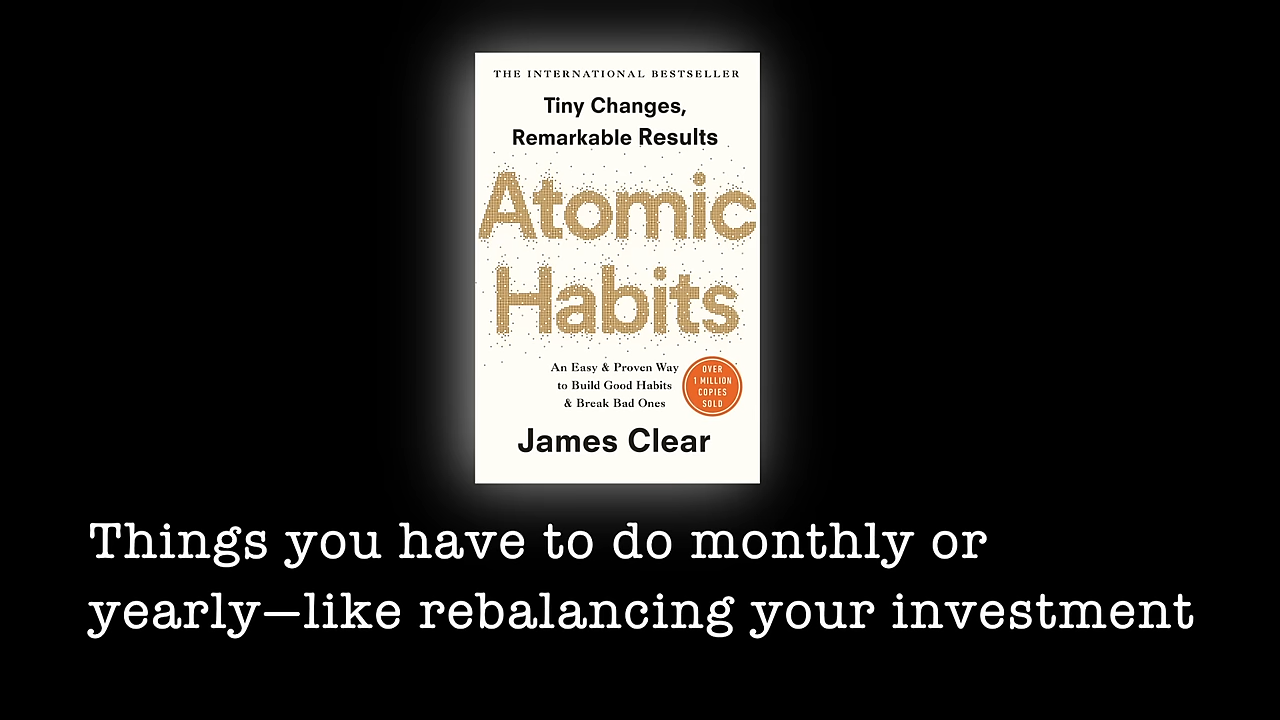 THE INTERNATIONAL BESTSELLER
Tiny Changes,
Remarkable Results
Atomic
Habits
An Easy & Proven Way
to Build Good Habits
& Break Bad Ones
OVER
1 MILLION
COPIES
SOLD
James Clear
Things you have to do monthly or
yearly—like rebalancing your investment